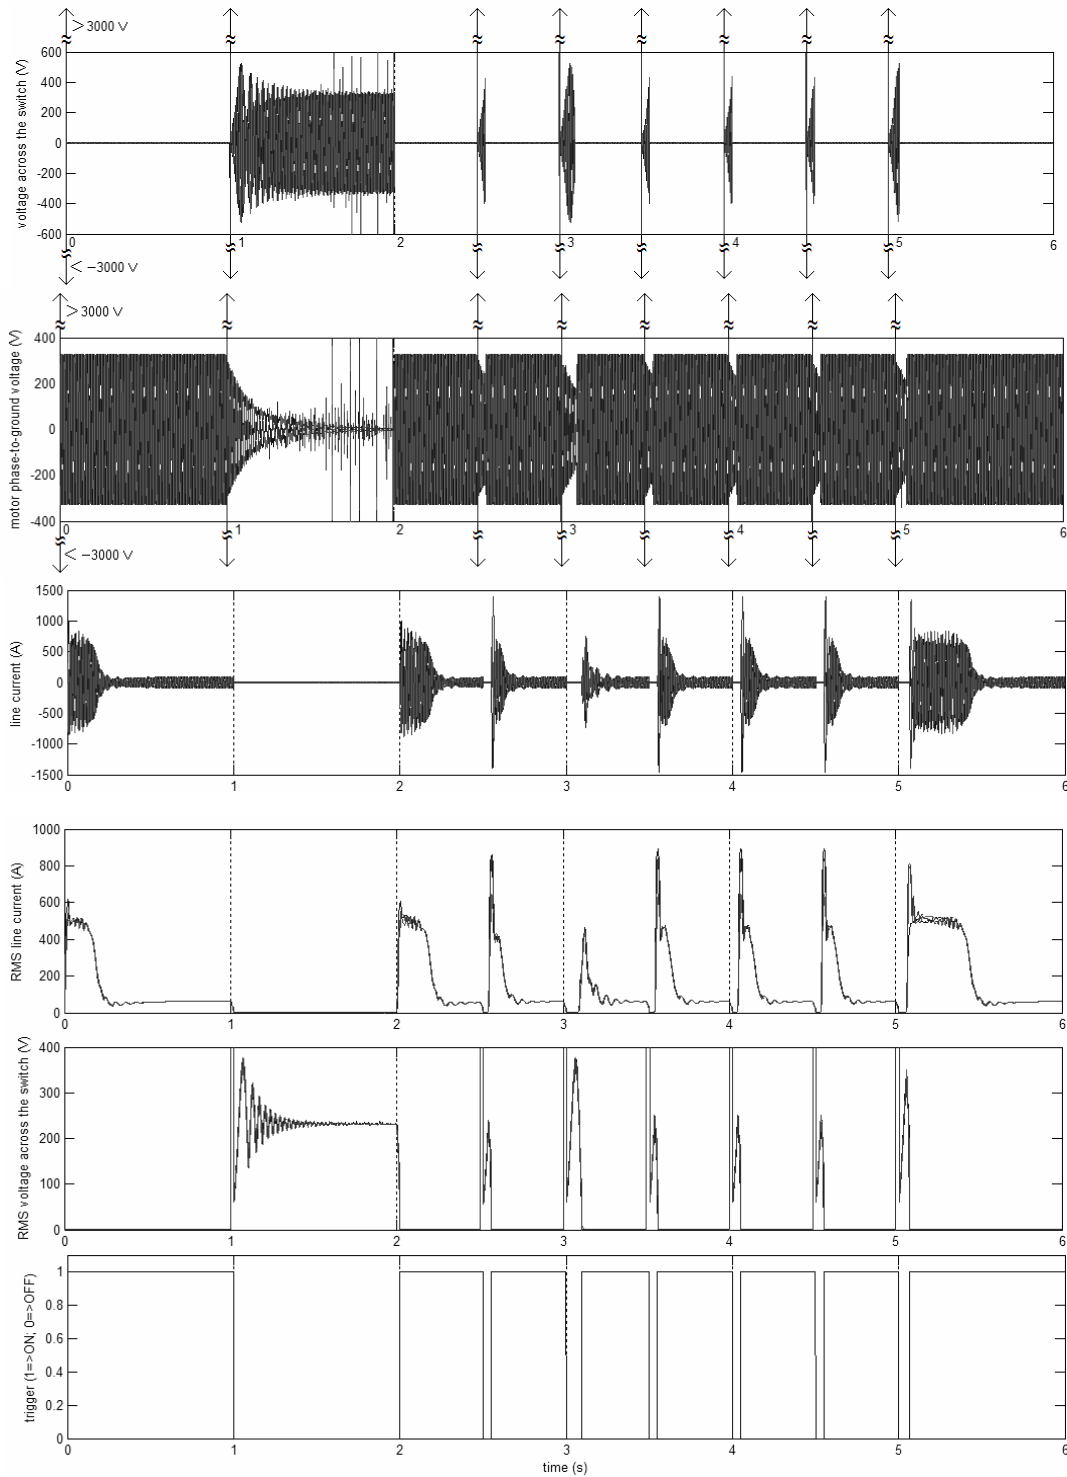 > 3000 V
600
400
200
0
-200
-400
-600
voltage across the switch (V)
0 1 2 3 4 5 6
< −3000 V
> 3000 V
400
200
0
-200
-400
motor phase-to-ground voltage (V)
0 1 2 3 4 5 6
< −3000 V
1500
1000
500
0
-500
-1000
-1500
line current (A)
0 1 2 3 4 5 6
1000
800
600
400
200
0
RMS line current (A)
0 1 2 3 4 5 6
400
300
200
100
0
RMS voltage across the switch (V)
0 1 2 3 4 5 6
1
0.8
0.6
0.4
0.2
0
trigger (1=>ON; 0=>OFF)
0 1 2 3 4 5 6
time (s)